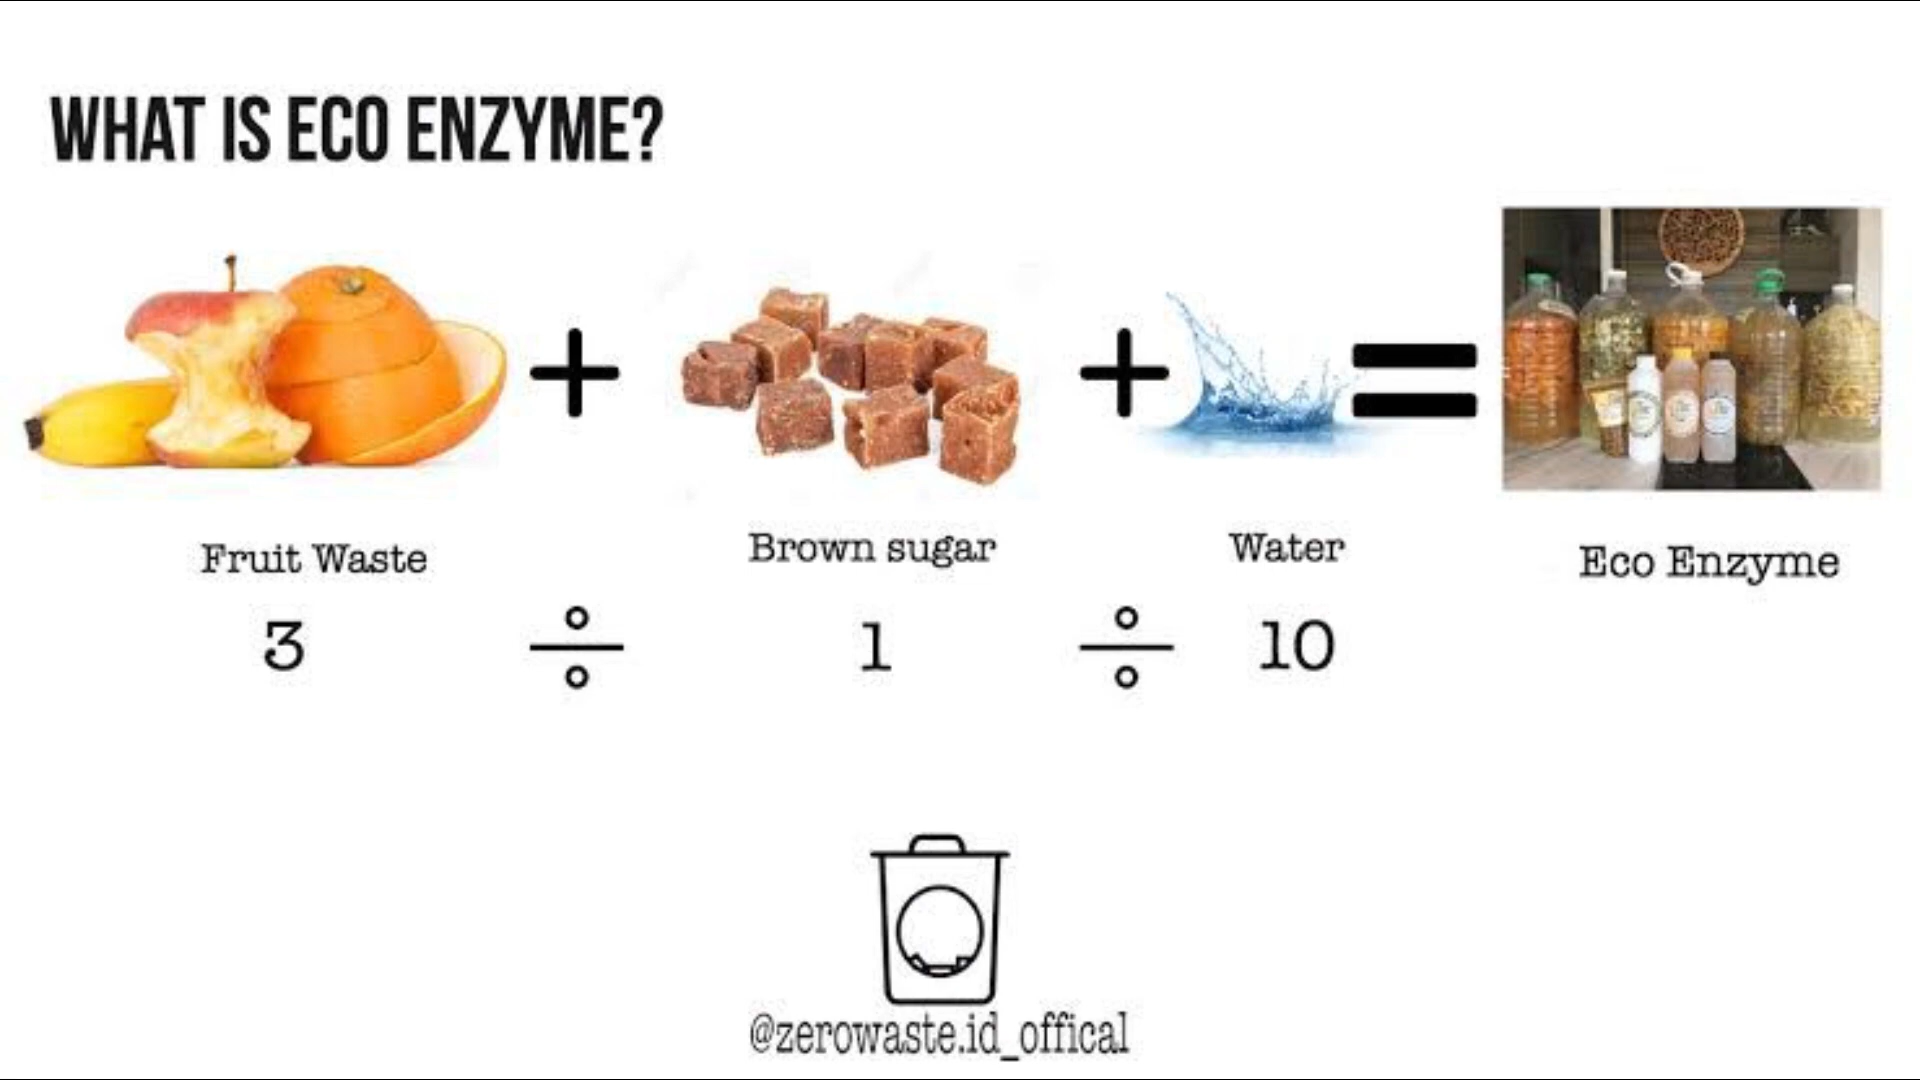 WHAT IS ECO ENZYME?
Fruit Waste
Brown sugar
Water
Eco Enzyme
3 ÷ 1 ÷ 10
@zerowaste.id_offical